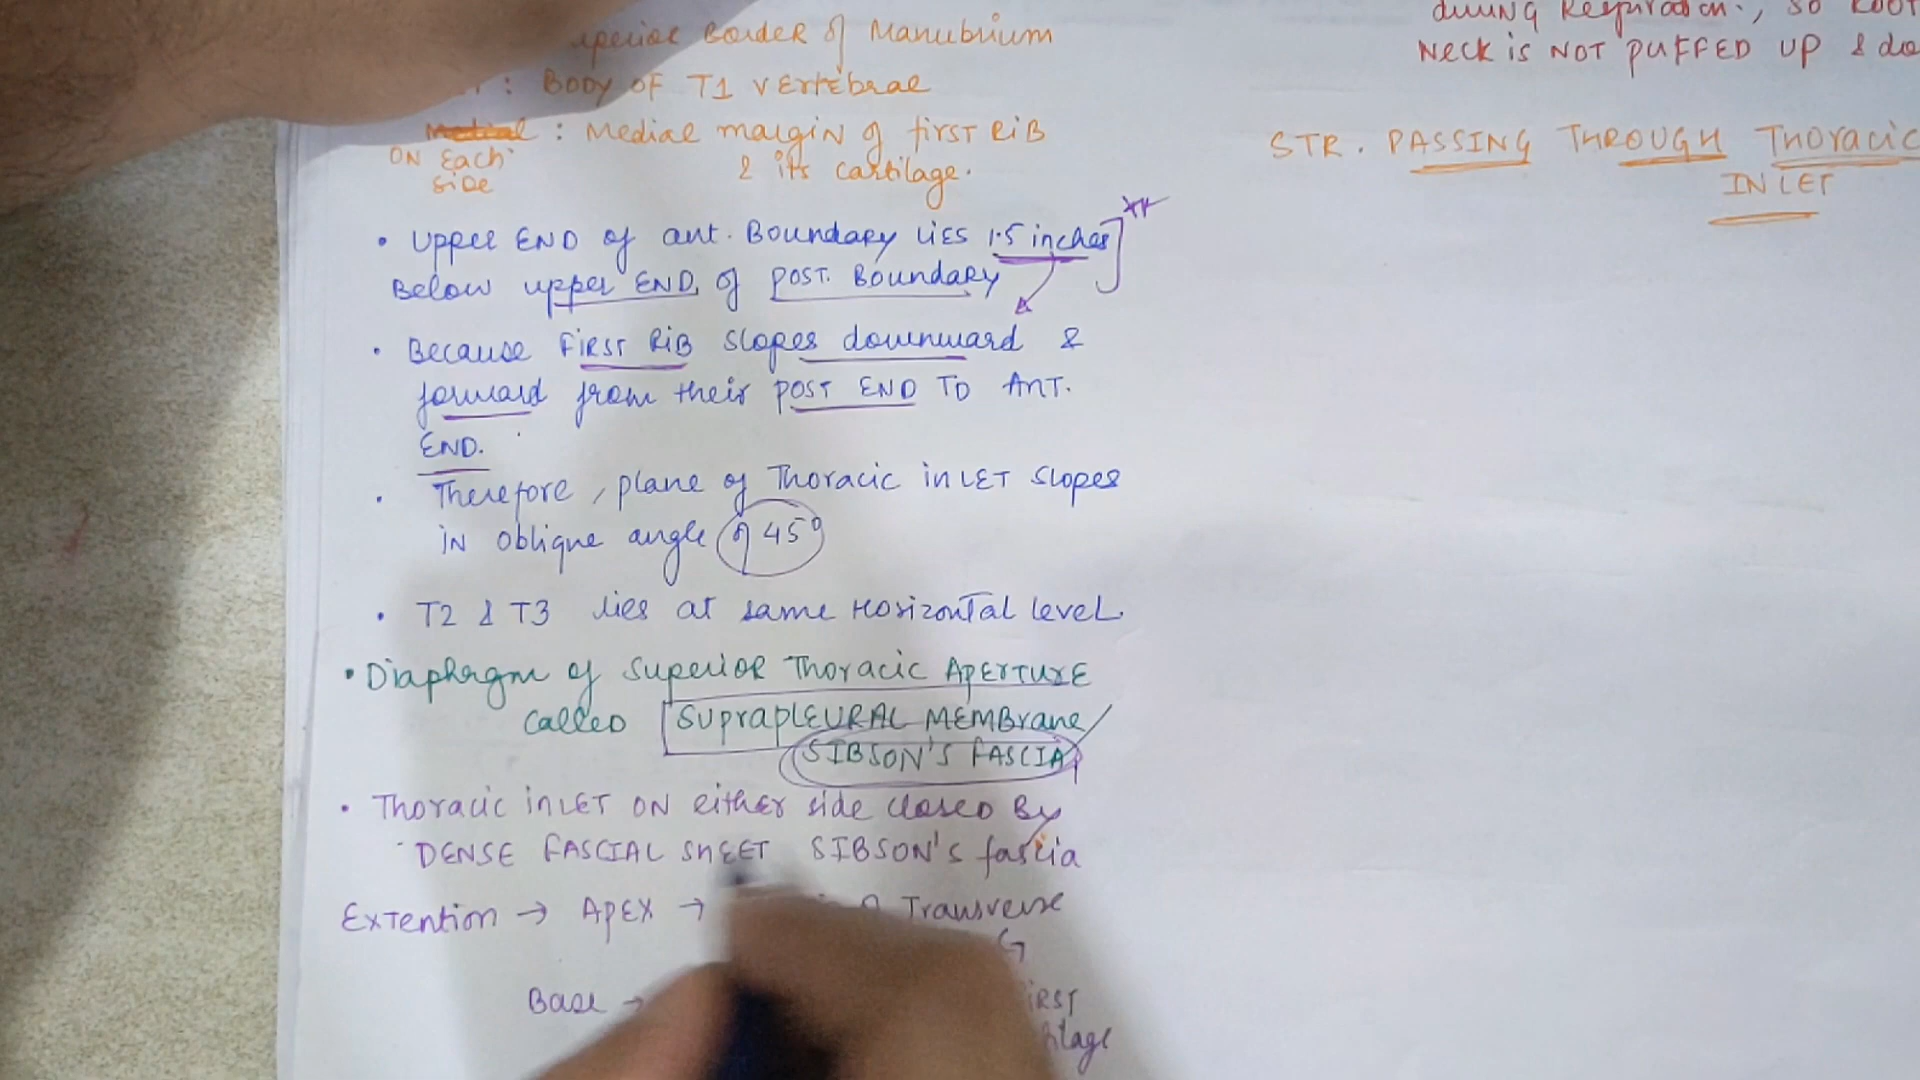 Border of Manubrium
: Body OF T1 vertebrae
: Medial margin of first RiB
ON Each
& its cartilage.
side
• Upper END of ant. Boundary lies 1.5 inches
Below upper END of post. Boundary
• Because first RiB slopes downward &
forward from their post END TO ANT.
END.
• Therefore, plane of Thoracic inLET slopes
in oblique angle of 45°
• T2 & T3 lies at same Horizontal level.
• Diaphragm of Superior Thoracic Aperture
called SuprapLEURAL MEMBrane/
SIBSON'S FASCIA
• Thoracic inLET ON either side closed By
DENSE FASCIAL SHEET SIBSON'S fascia
Extention → Apex → Transverse
Base →
during Respiration., so
Neck is NOT puffed up &
STR. PASSING THROUGH Thoracic
INLET